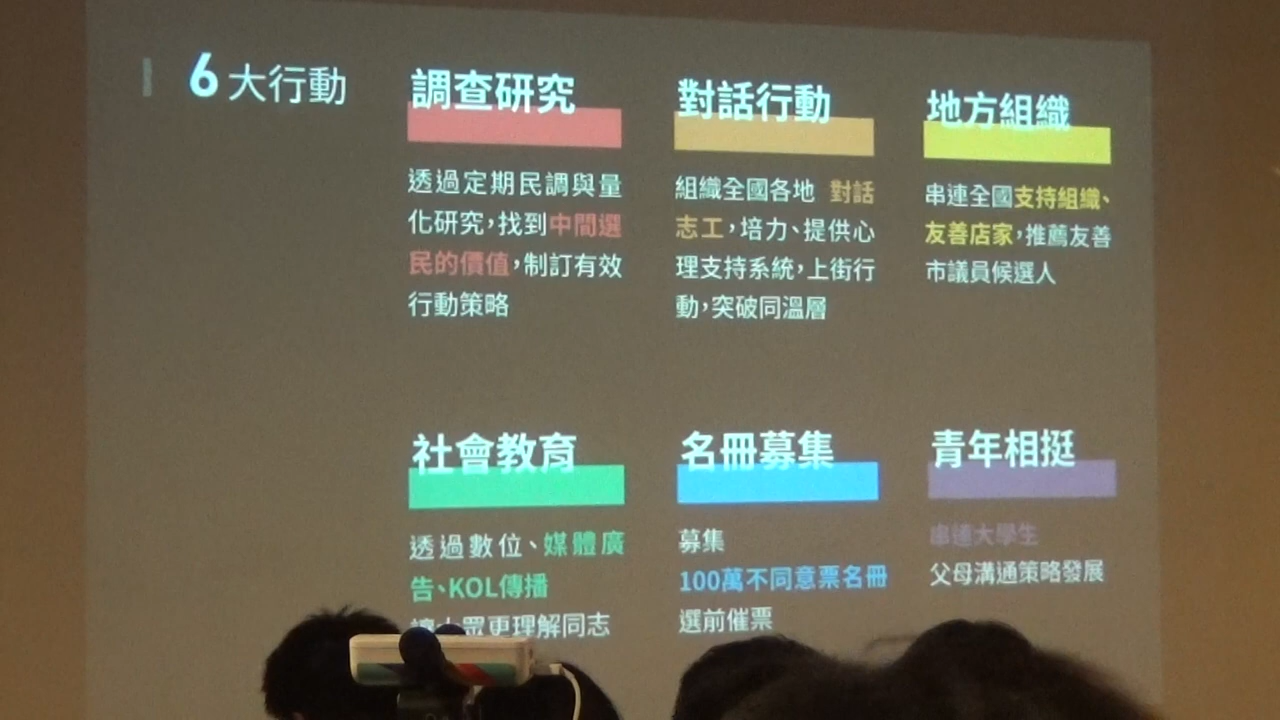 6大行動
調查研究
透過定期民調與量
化研究,找到中間選
民的價值,制訂有效
行動策略
對話行動
組織全國各地 對話
志工,培力、提供心
理支持系統,上街行
動,突破同溫層
地方組織
串連全國支持組織、
友善店家,推薦友善
市議員候選人
社會教育
透過數位、媒體廣
告、KOL傳播
讓大眾更理解同志
名冊募集
募集
100萬不同意票名冊
選前催票
青年相挺
串連大學生
父母溝通策略發展